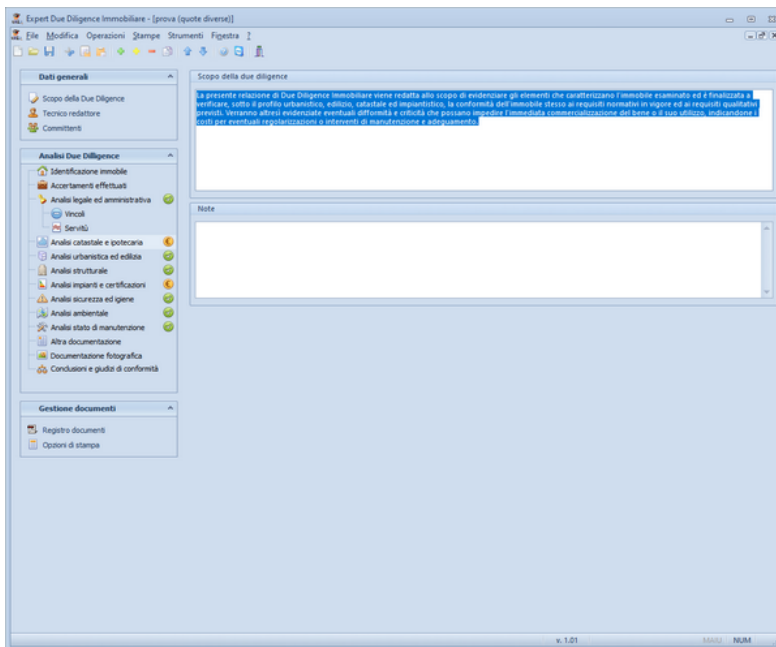 Expert Due Diligence Immobiliare - [prova (quote diverse)]
File Modifica Operazioni Stampe Strumenti Finestra ?
Dati generali
Scopo della Due Diligence
Tecnico redattore
Committenti
Analisi Due Dilligence
Identificazione immobile
Accertamenti effettuati
Analisi legale ed amministrativa
Vincoli
Servitù
Analisi catastale e ipotecaria
Analisi urbanistica ed edilizia
Analisi strutturale
Analisi impianti e certificazioni
Analisi sicurezza ed igiene
Analisi ambientale
Analisi stato di manutenzione
Altra documentazione
Documentazione fotografica
Conclusioni e giudizi di conformità
Gestione documenti
Registro documenti
Opzioni di stampa
Scopo della due diligence
La presente relazione di Due Diligence Immobiliare viene redatta allo scopo di evidenziare gli elementi che caratterizzano l'immobile esaminato ed é finalizzata a
verificare, sotto il profilo urbanistico, edilizio, catastale ed impiantistico, la conformità dell'immobile stesso ai requisiti normativi in vigore ed ai requisiti qualitativi
previsti. Verranno altresì evidenziate eventuali difformità e criticità che possano impedire l'immediata commercializzazione del bene o il suo utilizzo, indicandone i
costi per eventuali regolarizzazioni o interventi di manutenzione e adeguamento.
Note
v. 1.01
MAIU NUM